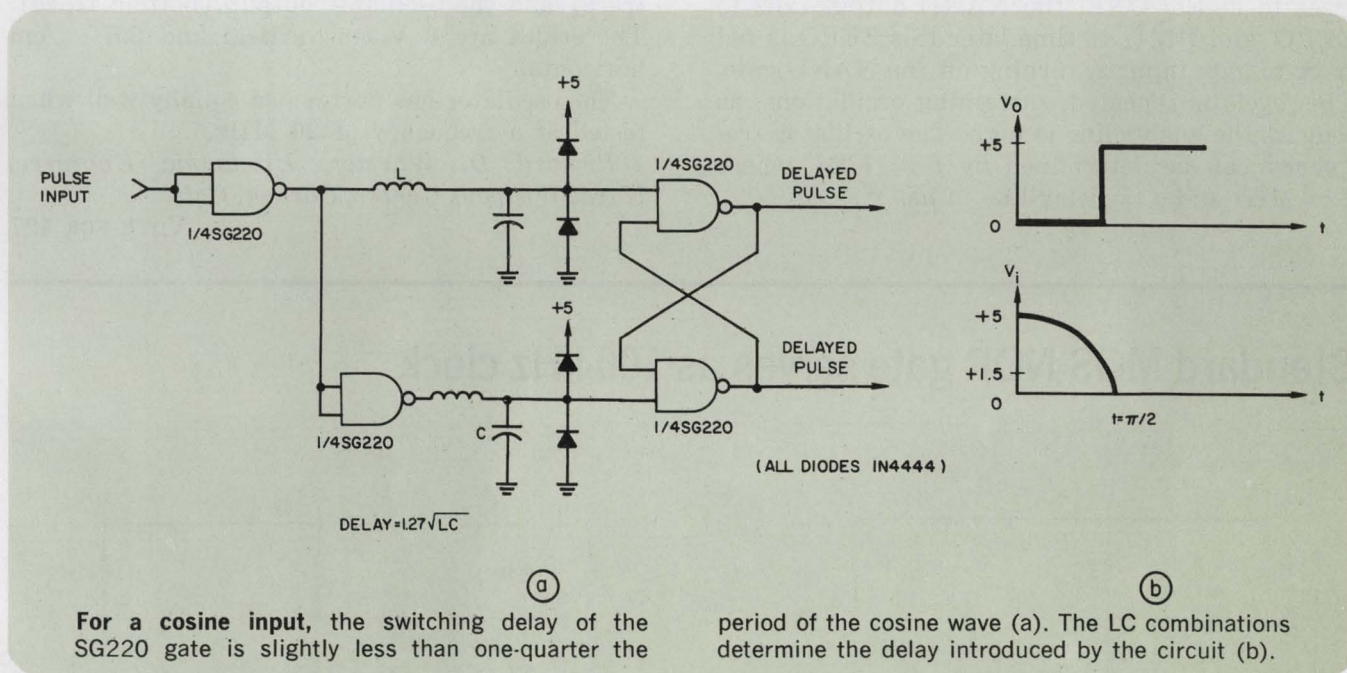 +5
PULSE
INPUT
1/4SG220
L
1/4SG220
DELAYED
PULSE
+5
1/4SG220
C
DELAYED
PULSE
1/4SG220
(ALL DIODES IN4444)
DELAY=1.27√LC
V₀
+5
0
t
Vᵢ
+5
+1.5
0
t
t=π/2
a
b
For a cosine input, the switching delay of the
SG220 gate is slightly less than one-quarter the
period of the cosine wave (a). The LC combinations
determine the delay introduced by the circuit (b).